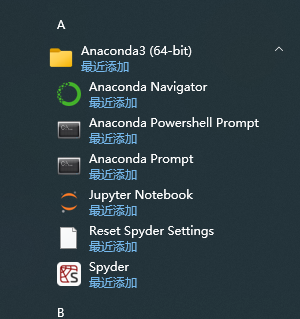 A
Anaconda3 (64-bit)
最近添加
Anaconda Navigator
最近添加
Anaconda Powershell Prompt
最近添加
Anaconda Prompt
最近添加
Jupyter Notebook
最近添加
Reset Spyder Settings
最近添加
Spyder
最近添加
B